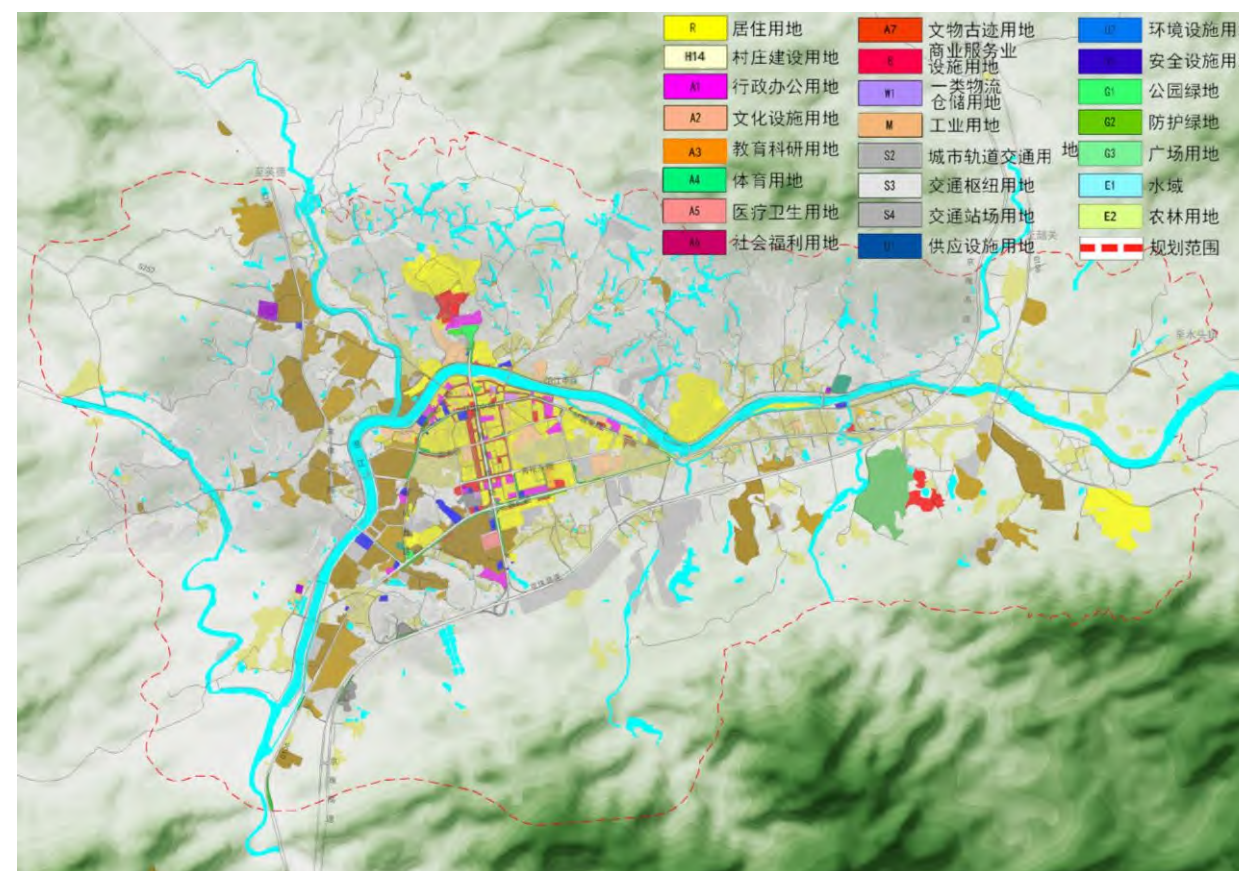 R 居住用地
H14 村庄建设用地
A1 行政办公用地
A2 文化设施用地
A3 教育科研用地
A4 体育用地
A5 医疗卫生用地
A6 社会福利用地
A7 文物古迹用地
B 商业服务业
设施用地
W1 一类物流
仓储用地
M 工业用地
S2 城市轨道交通用地
S3 交通枢纽用地
S4 交通站场用地
U1 供应设施用地
U2 环境设施用
安全设施用
G1 公园绿地
G2 防护绿地
G3 广场用地
E1 水域
E2 农林用地
规划范围
至英德
S252